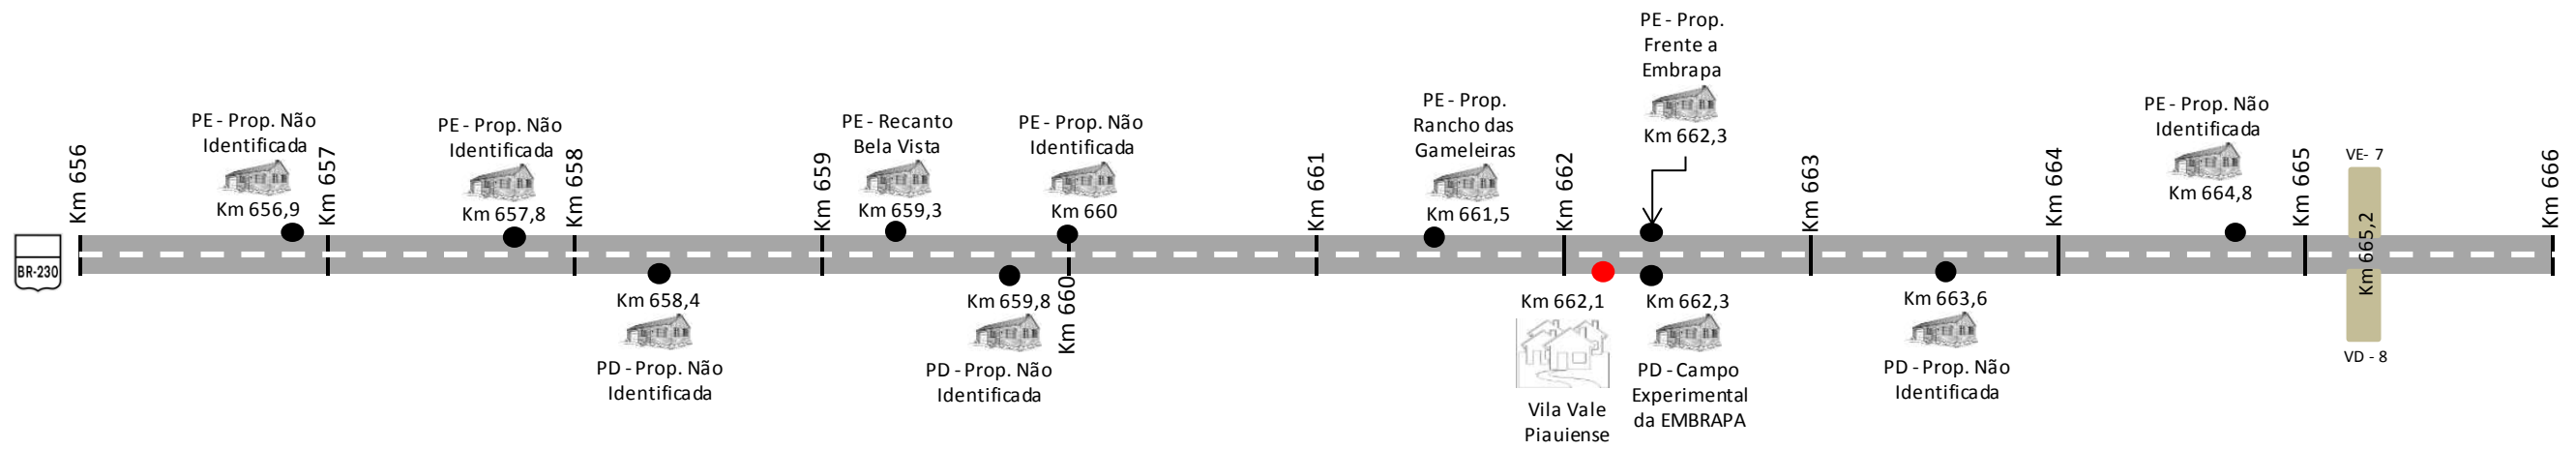 PE - Prop.
Frente a
Embrapa
Km 662,3
PE - Prop. Não
Identificada
Km 656,9
PE - Prop. Não
Identificada
Km 657,8
PE - Recanto
Bela Vista
Km 659,3
PE - Prop. Não
Identificada
Km 660
PE - Prop.
Rancho das
Gameleiras
Km 661,5
PE - Prop. Não
Identificada
Km 664,8
VE- 7
Km 656
Km 657
Km 658
Km 659
Km 660
Km 661
Km 662
Km 663
Km 664
Km 665
Km 665,2
Km 666
BR-230
Km 658,4
PD - Prop. Não
Identificada
Km 659,8
PD - Prop. Não
Identificada
Km 662,1
Vila Vale
Piauiense
Km 662,3
PD - Campo
Experimental
da EMBRAPA
Km 663,6
PD - Prop. Não
Identificada
VD - 8